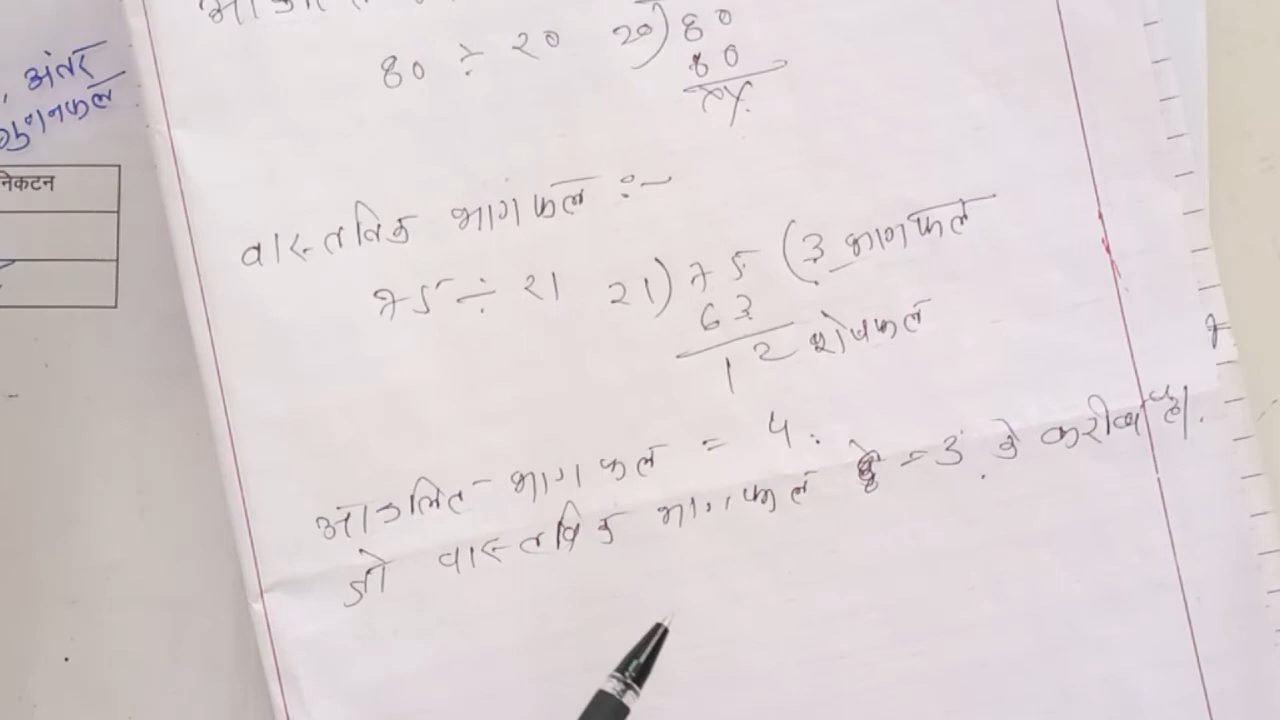 , अंतर
गुणनफल
निकटन
80 ÷ 20 20)80
80
xx
वास्तविक भागफल :-
75 ÷ 21 21)75(3 भागफल
63
12 शेषफल
आकलित भागफल = 4.
जो वास्तविक भागफल = 3 के करीब है।